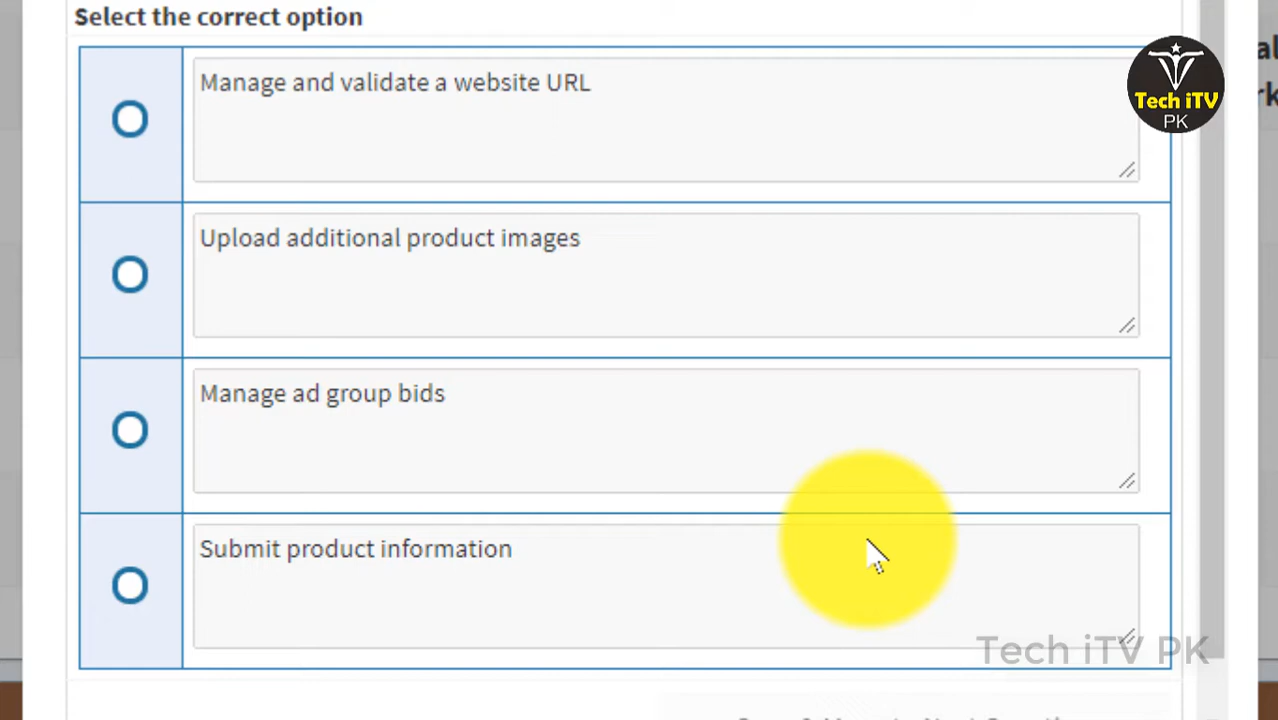 Select the correct option
Manage and validate a website URL
Tech iTV
PK
Upload additional product images
Manage ad group bids
Submit product information
Tech iTV PK